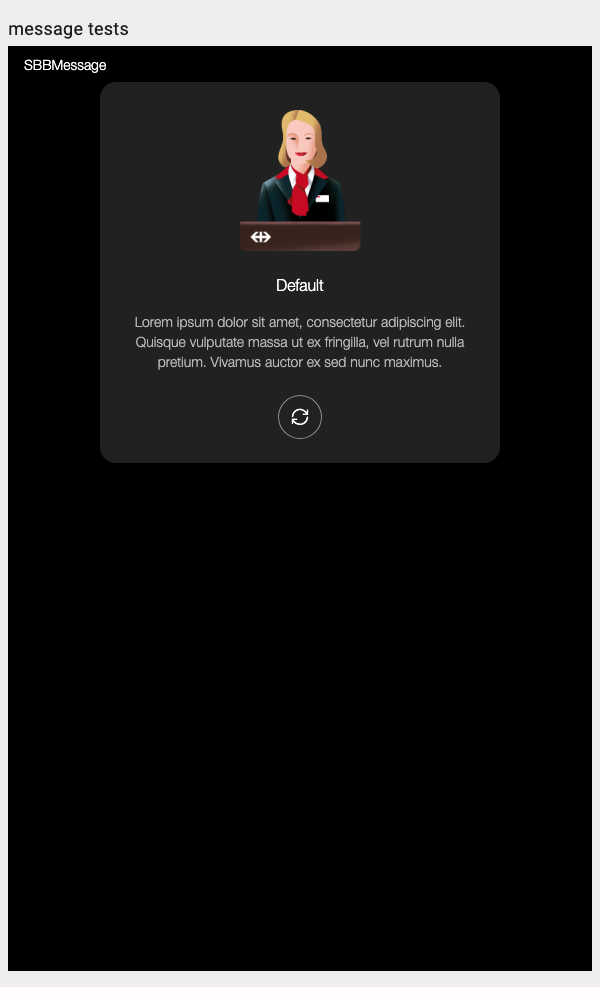 message tests
SBBMessage
Default
Lorem ipsum dolor sit amet, consectetur adipiscing elit.
Quisque vulputate massa ut ex fringilla, vel rutrum nulla
pretium. Vivamus auctor ex sed nunc maximus.